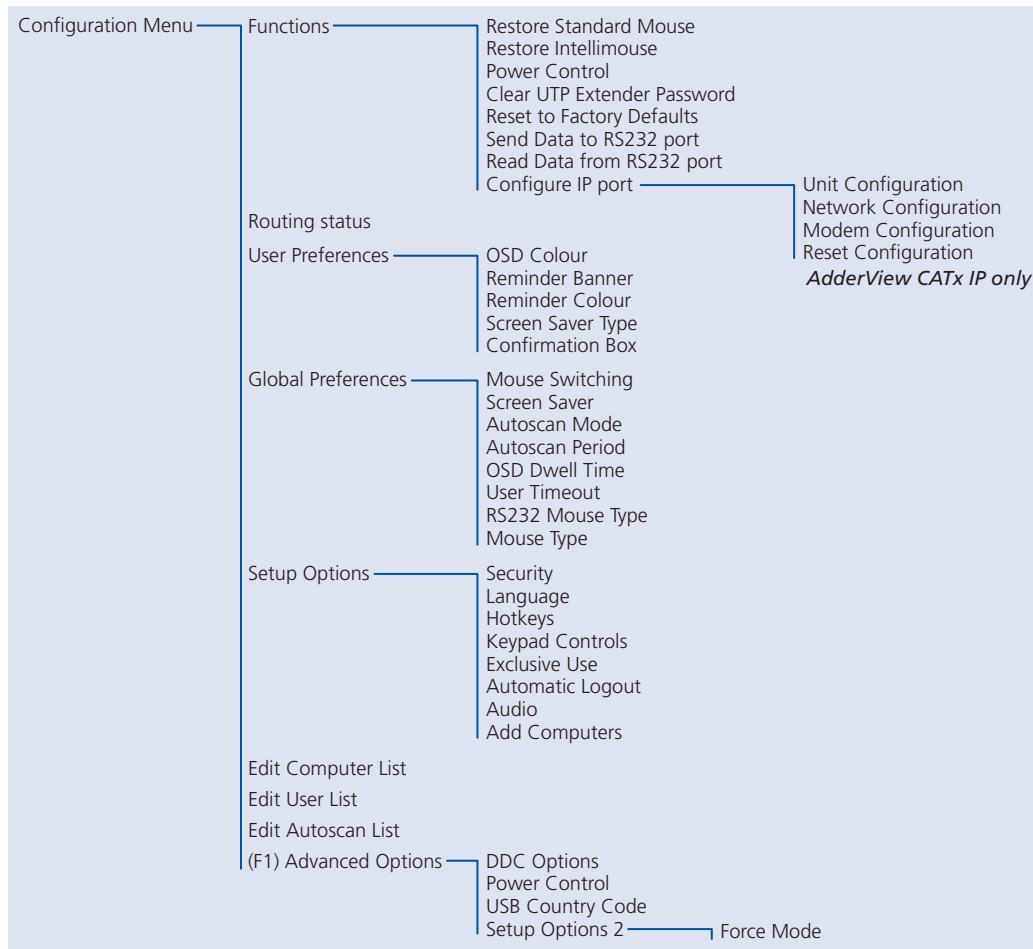 Configuration Menu
Functions
Restore Standard Mouse
Restore Intellimouse
Power Control
Clear UTP Extender Password
Reset to Factory Defaults
Send Data to RS232 port
Read Data from RS232 port
Configure IP port
Unit Configuration
Network Configuration
Modem Configuration
Reset Configuration
AdderView CATx IP only
Routing status
User Preferences
OSD Colour
Reminder Banner
Reminder Colour
Screen Saver Type
Confirmation Box
Global Preferences
Mouse Switching
Screen Saver
Autoscan Mode
Autoscan Period
OSD Dwell Time
User Timeout
RS232 Mouse Type
Mouse Type
Setup Options
Security
Language
Hotkeys
Keypad Controls
Exclusive Use
Automatic Logout
Audio
Add Computers
Edit Computer List
Edit User List
Edit Autoscan List
(F1) Advanced Options
DDC Options
Power Control
USB Country Code
Setup Options 2
Force Mode